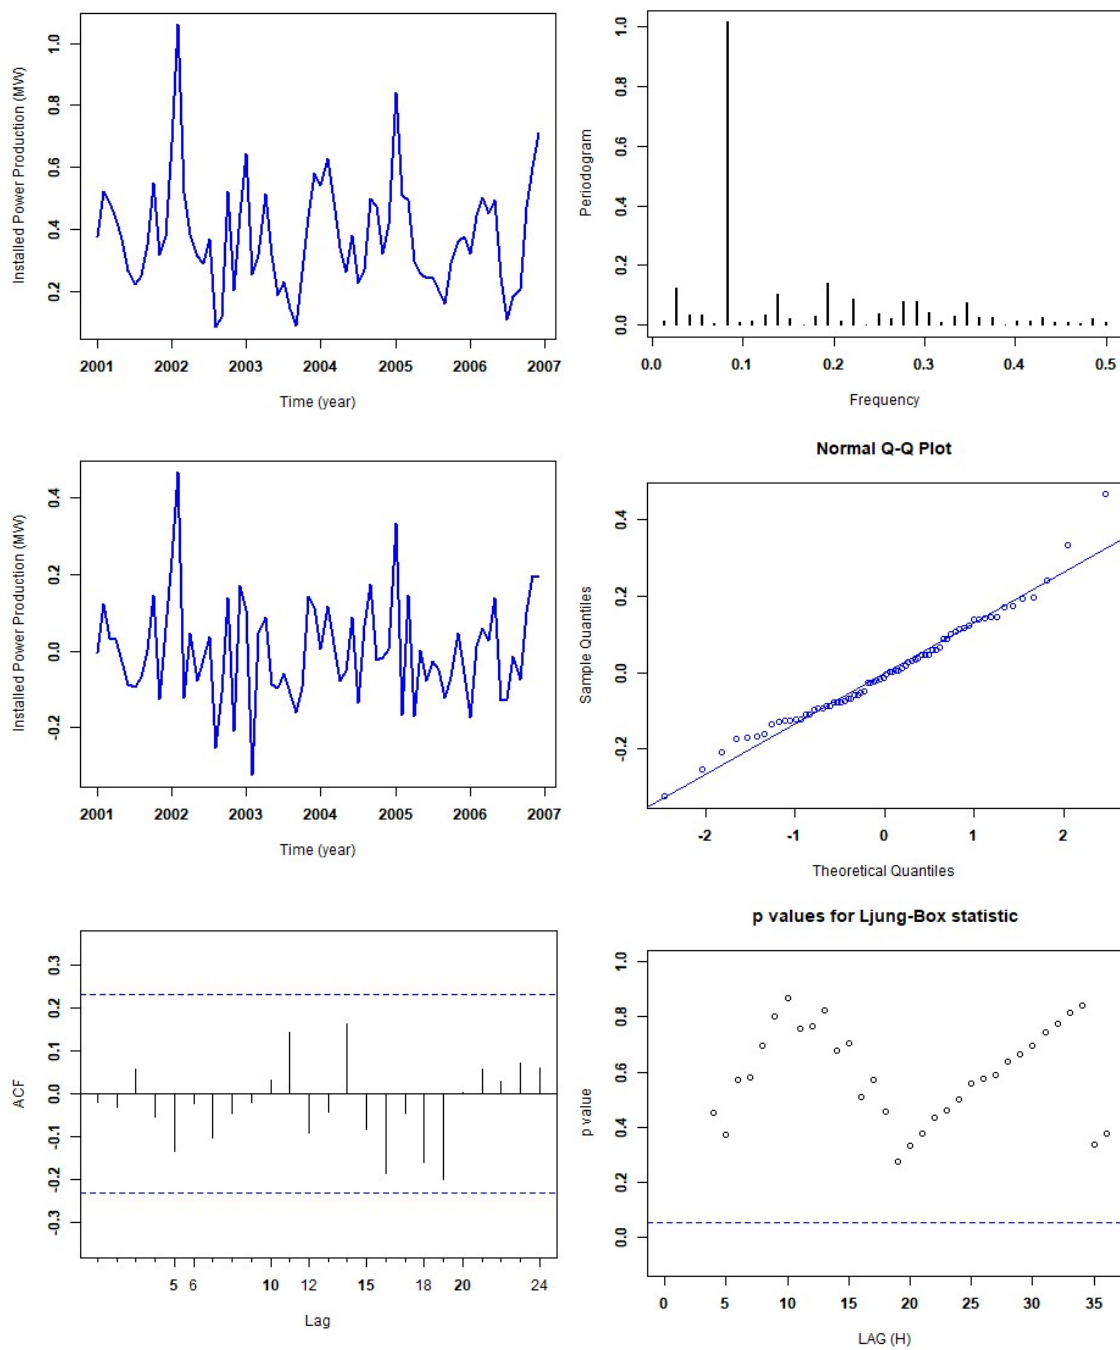 Installed Power Production (MW)
1.0
0.8
0.6
0.4
0.2
2001 2002 2003 2004 2005 2006 2007
Time (year)
Periodogram
1.0
0.8
0.6
0.4
0.2
0.0
0.0 0.1 0.2 0.3 0.4 0.5
Frequency
Installed Power Production (MW)
0.4
0.2
0.0
-0.2
2001 2002 2003 2004 2005 2006 2007
Time (year)
Normal Q-Q Plot
Sample Quantiles
0.4
0.2
0.0
-0.2
-2 -1 0 1 2
Theoretical Quantiles
ACF
0.3
0.2
0.1
0.0
-0.1
-0.2
-0.3
5 6 10 12 15 18 20 24
Lag
p values for Ljung-Box statistic
p value
1.0
0.8
0.6
0.4
0.2
0.0
0 5 10 15 20 25 30 35
LAG (H)